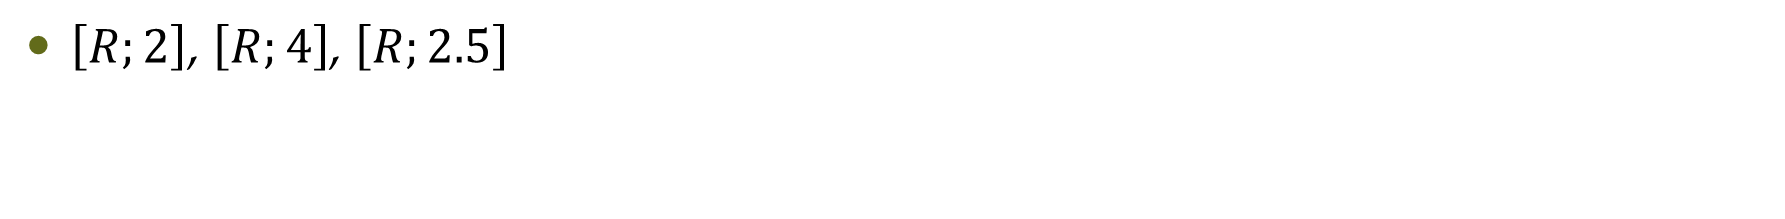 • [R; 2], [R; 4], [R; 2.5]